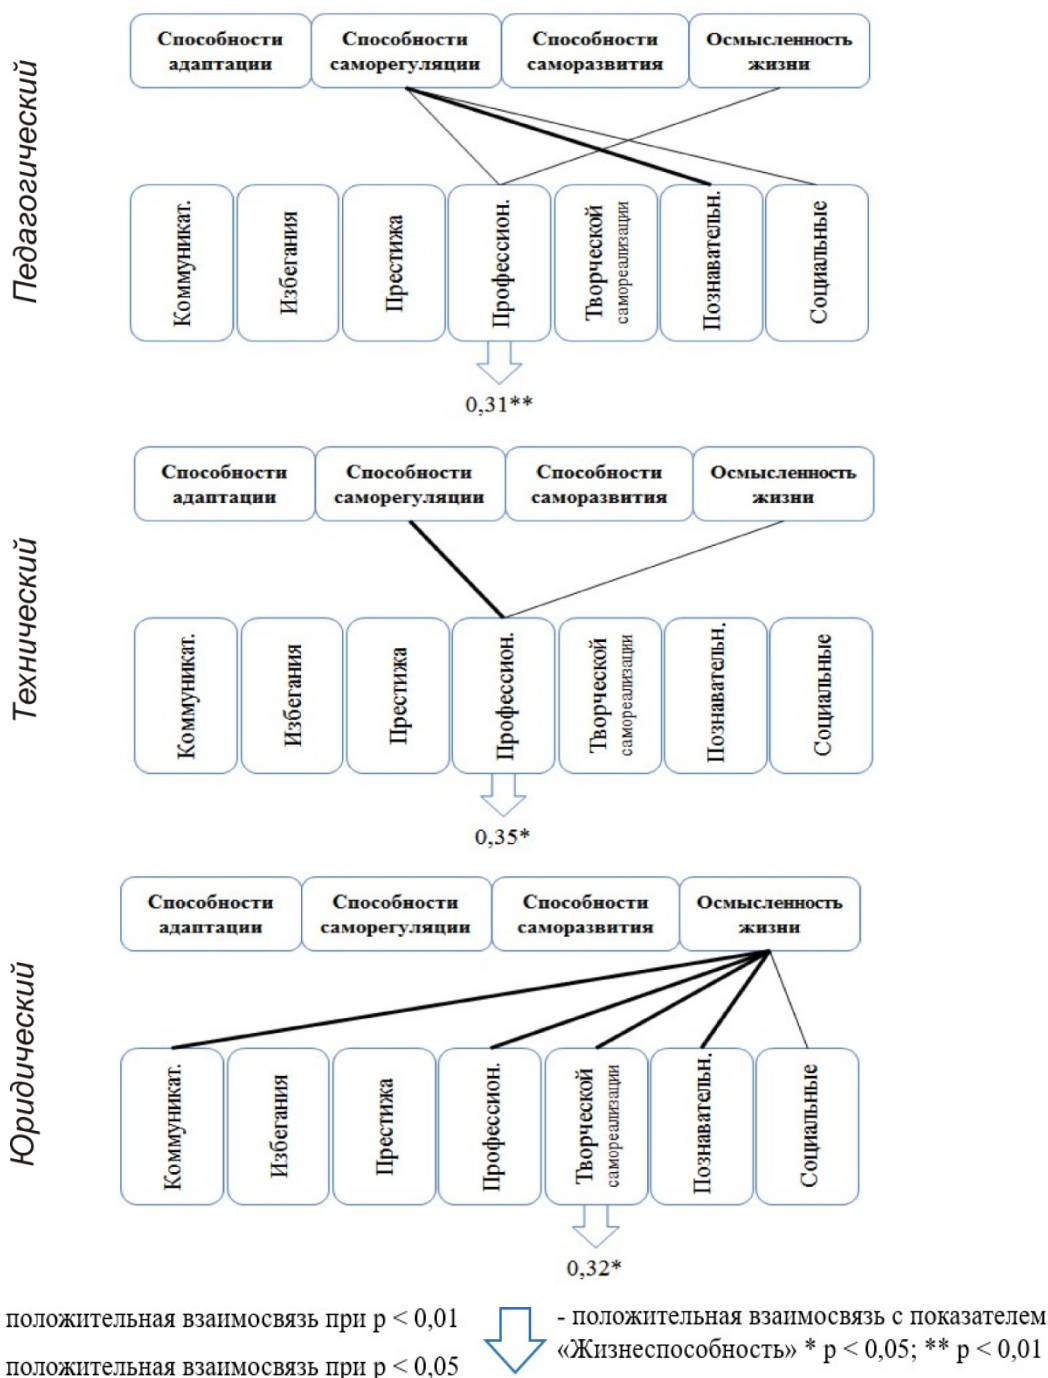 Педагогический
Способности
адаптации
Способности
саморегуляции
Способности
саморазвития
Осмысленность
жизни
Коммуникат.
Избегания
Престижа
Профессион.
Творческой
самореализации
Познавательн.
Социальные
0,31**
Технический
Способности
адаптации
Способности
саморегуляции
Способности
саморазвития
Осмысленность
жизни
Коммуникат.
Избегания
Престижа
Профессион.
Творческой
самореализации
Познавательн.
Социальные
0,35*
Юридический
Способности
адаптации
Способности
саморегуляции
Способности
саморазвития
Осмысленность
жизни
Коммуникат.
Избегания
Престижа
Профессион.
Творческой
самореализации
Познавательн.
Социальные
0,32*
положительная взаимосвязь при p < 0,01
положительная взаимосвязь при p < 0,05
- положительная взаимосвязь с показателем
«Жизнеспособность» * p < 0,05; ** p < 0,01